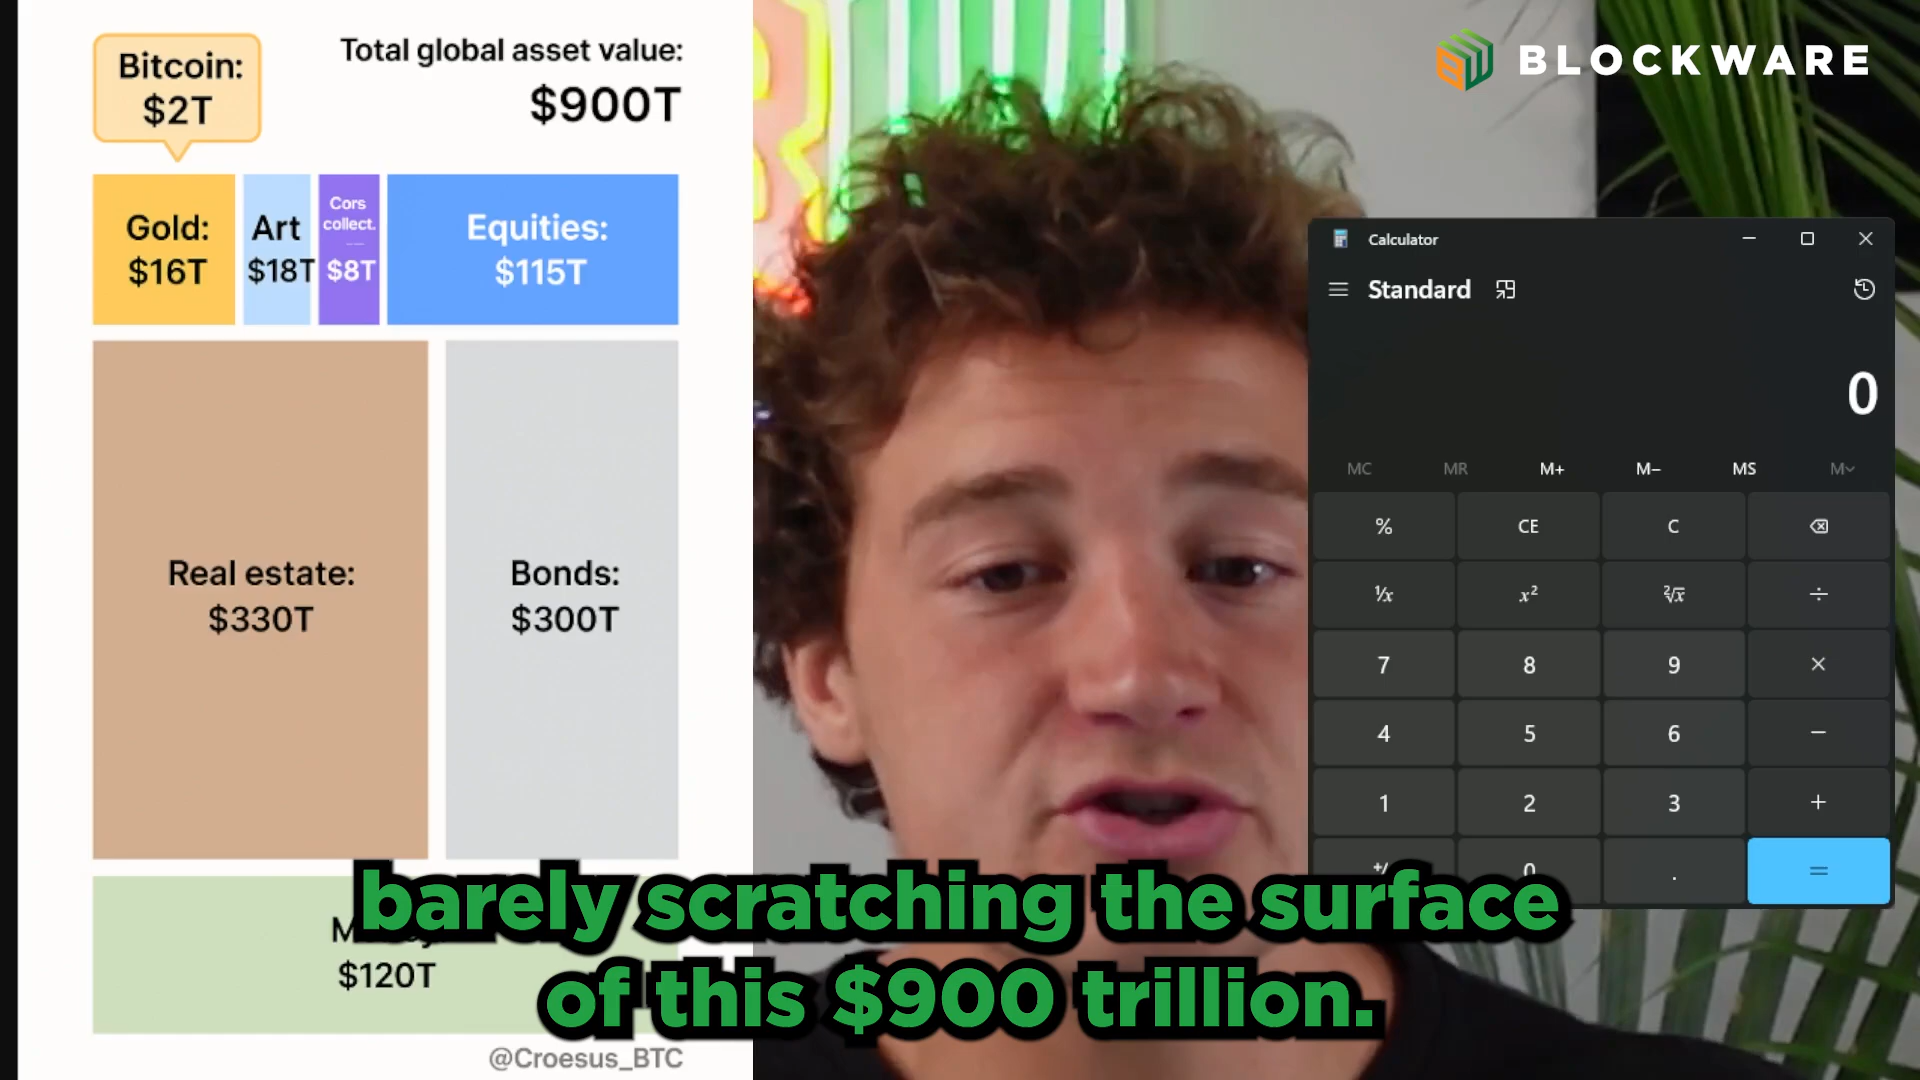 Bitcoin:
$2T
Total global asset value:
$900T
Gold:
$16T
Art
$18T
Cors
collect.
$8T
Equities:
$115T
Real estate:
$330T
Bonds:
$300T
$120T
@Croesus_BTC
BLOCKWARE
Calculator
Standard
0
MC MR M+ M− MS M
% CE C
⅟x x² ²√x ÷
7 8 9 ×
4 5 6 −
1 2 3 +
+/ 0 . =
barely scratching the surface
of this $900 trillion.